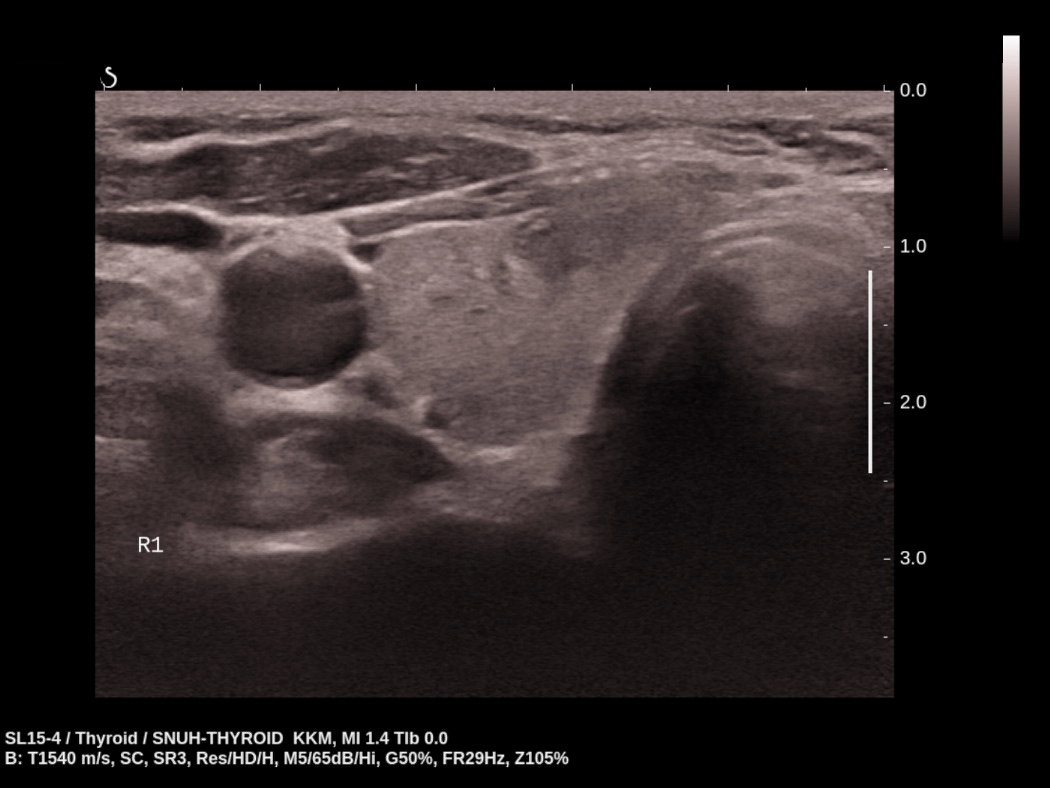 0.0
1.0
2.0
3.0
R1
SL15-4 / Thyroid / SNUH-THYROID KKM, MI 1.4 TIb 0.0
B: T1540 m/s, SC, SR3, Res/HD/H, M5/65dB/Hi, G50%, FR29Hz, Z105%